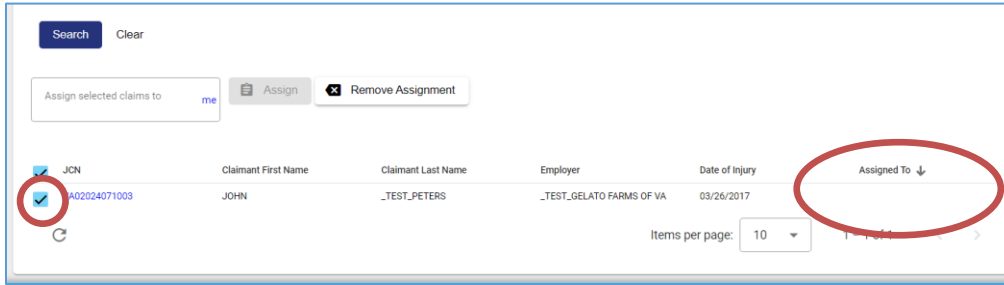 Search Clear
Assign selected claims to me Assign Remove Assignment
JCN Claimant First Name Claimant Last Name Employer Date of Injury Assigned To
A02024071003 JOHN _TEST_PETERS _TEST_GELATO FARMS OF VA 03/26/2017
Items per page: 10